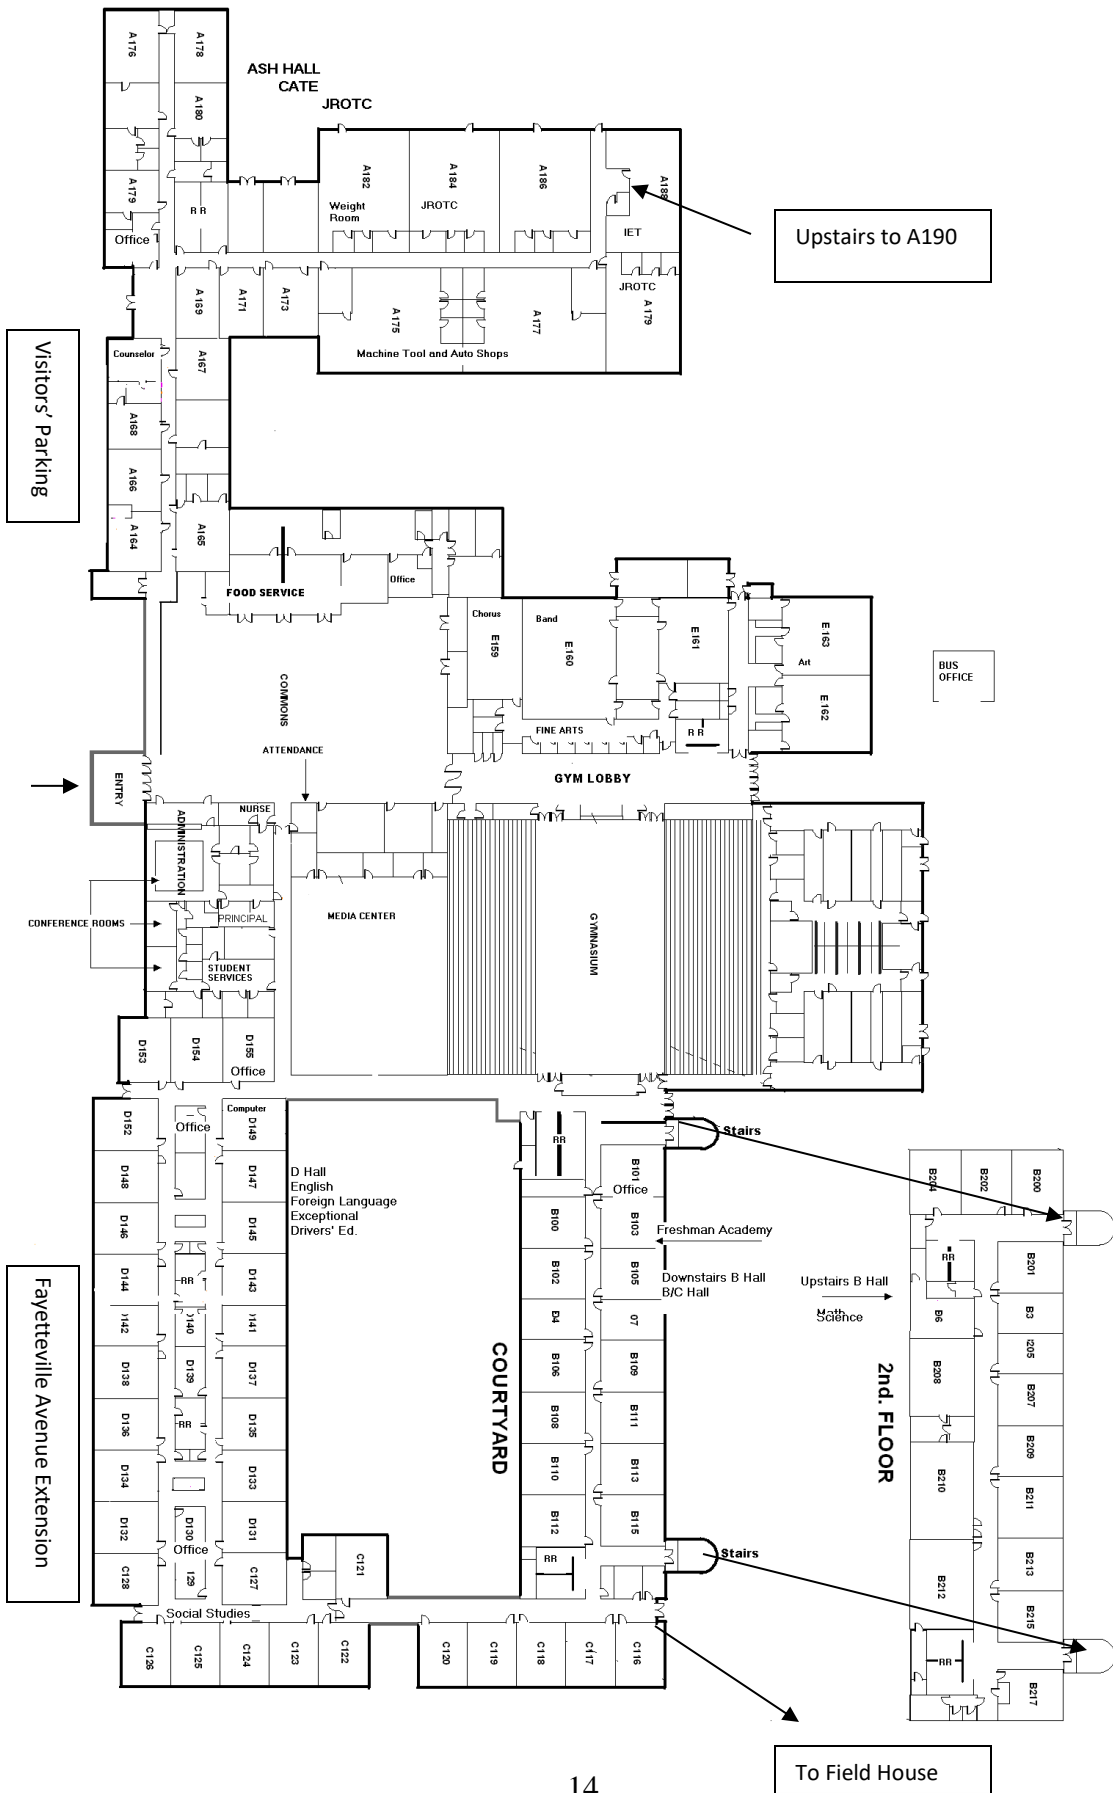 A176
A178
ASH HALL
CATE
JROTC
A180
A182
A184
A186
A188
A179
R R
Weight
Room
JROTC
Office
IET
Upstairs to A190
JROTC
A169
A171
A173
A175
A177
A179
Machine Tool and Auto Shops
Counselor
A167
Visitors' Parking
A168
A166
A164
A165
Office
FOOD SERVICE
Chorus
Band
E159
E160
E161
E163
Art
E162
BUS
OFFICE
COMMONS
FINE ARTS
R R
ATTENDANCE
GYM LOBBY
ENTRY
NURSE
ADMINISTRATION
CONFERENCE ROOMS
PRINCIPAL
MEDIA CENTER
GYMNASIUM
STUDENT
SERVICES
D153
D154
D155
Office
Computer
D152
Office
D149
RR
Stairs
D148
D147
D Hall
English
Foreign Language
Exceptional
Drivers' Ed.
B101
Office
B204
B202
B200
D146
D145
B100
B103
Freshman Academy
D144
RR
D143
B102
B105
Downstairs B Hall
B/C Hall
Upstairs B Hall
Math
Science
RR
B201
)142
)140
)141
D4
07
B6
B3
D138
D139
D137
COURTYARD
B106
B109
2nd. FLOOR
B208
!205
B207
D136
RR
D135
B108
B111
B209
D134
D133
B110
B113
B210
B211
Fayetteville Avenue Extension
D132
D130
Office
D131
B112
B115
Stairs
C128
129
C127
C121
RR
B212
B213
B215
Social Studies
C126
C125
C124
C123
C122
C120
C119
C118
C117
C116
RR
B217
To Field House
14